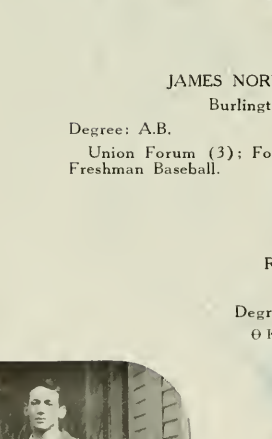 JAMES NOR
Burlingt
Degree: A.B.
Union Forum (3); Fo
Freshman Baseball.
F
Degr
Θ K